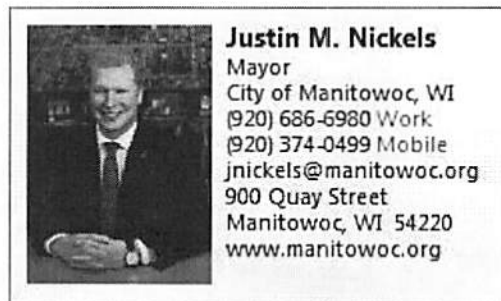 Justin M. Nickels
Mayor
City of Manitowoc, WI
(920) 686-6980 Work
(920) 374-0499 Mobile
jnickels@manitowoc.org
900 Quay Street
Manitowoc, WI 54220
www.manitowoc.org